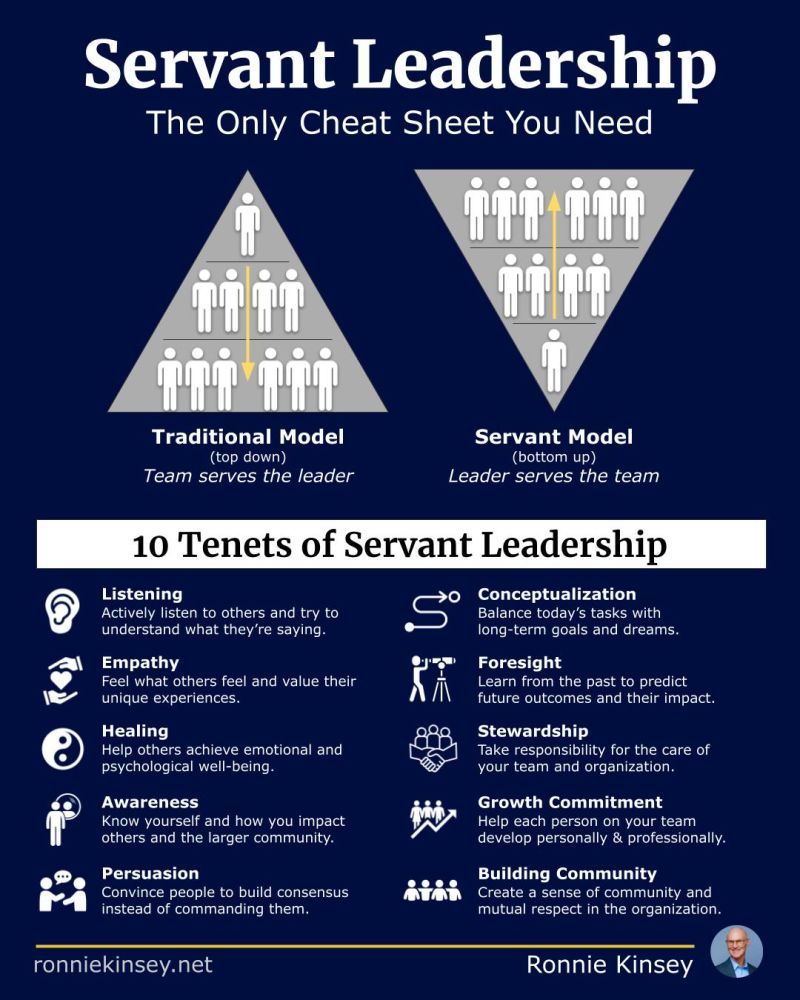 Servant Leadership
The Only Cheat Sheet You Need
Traditional Model
(top down)
Team serves the leader
Servant Model
(bottom up)
Leader serves the team
10 Tenets of Servant Leadership
Listening
Actively listen to others and try to
understand what they're saying.
Empathy
Feel what others feel and value their
unique experiences.
Healing
Help others achieve emotional and
psychological well-being.
Awareness
Know yourself and how you impact
others and the larger community.
Persuasion
Convince people to build consensus
instead of commanding them.
Conceptualization
Balance today's tasks with
long-term goals and dreams.
Foresight
Learn from the past to predict
future outcomes and their impact.
Stewardship
Take responsibility for the care of
your team and organization.
Growth Commitment
Help each person on your team
develop personally & professionally.
Building Community
Create a sense of community and
mutual respect in the organization.
ronniekinsey.net
Ronnie Kinsey